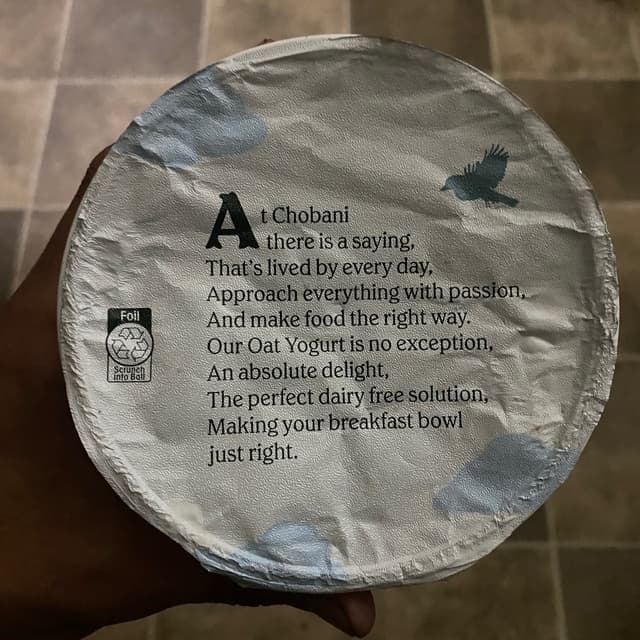 At Chobani
there is a saying,
That's lived by every day,
Approach everything with passion,
And make food the right way.
Our Oat Yogurt is no exception,
An absolute delight,
The perfect dairy free solution,
Making your breakfast bowl
just right.
Foil
Scrunch
into Ball